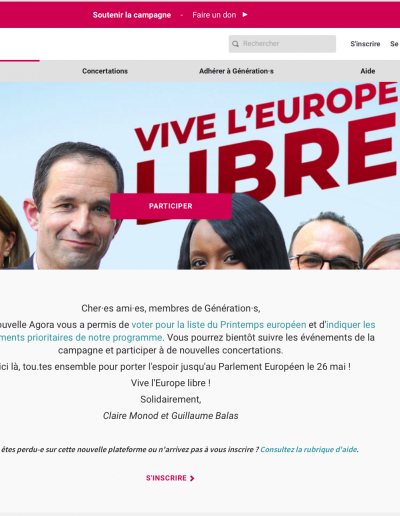 Soutenir la campagne - Faire un don ►
Rechercher
S'inscrire Se
Concertations Adhérer à Génération·s Aide
VIVE L'EUROPE
LIBRE
PARTICIPER
Cher·es ami·es, membres de Génération·s,
ouvelle Agora vous a permis de voter pour la liste du Printemps européen et d'indiquer les
ments prioritaires de notre programme. Vous pourrez bientôt suivre les événements de la
campagne et participer à de nouvelles concertations.
ici là, tou.tes ensemble pour porter l'espoir jusqu'au Parlement Européen le 26 mai !
Vive l'Europe libre !
Solidairement,
Claire Monod et Guillaume Balas
êtes perdu·e sur cette nouvelle plateforme ou n'arrivez pas à vous inscrire ? Consultez la rubrique d'aide.
S'INSCRIRE >